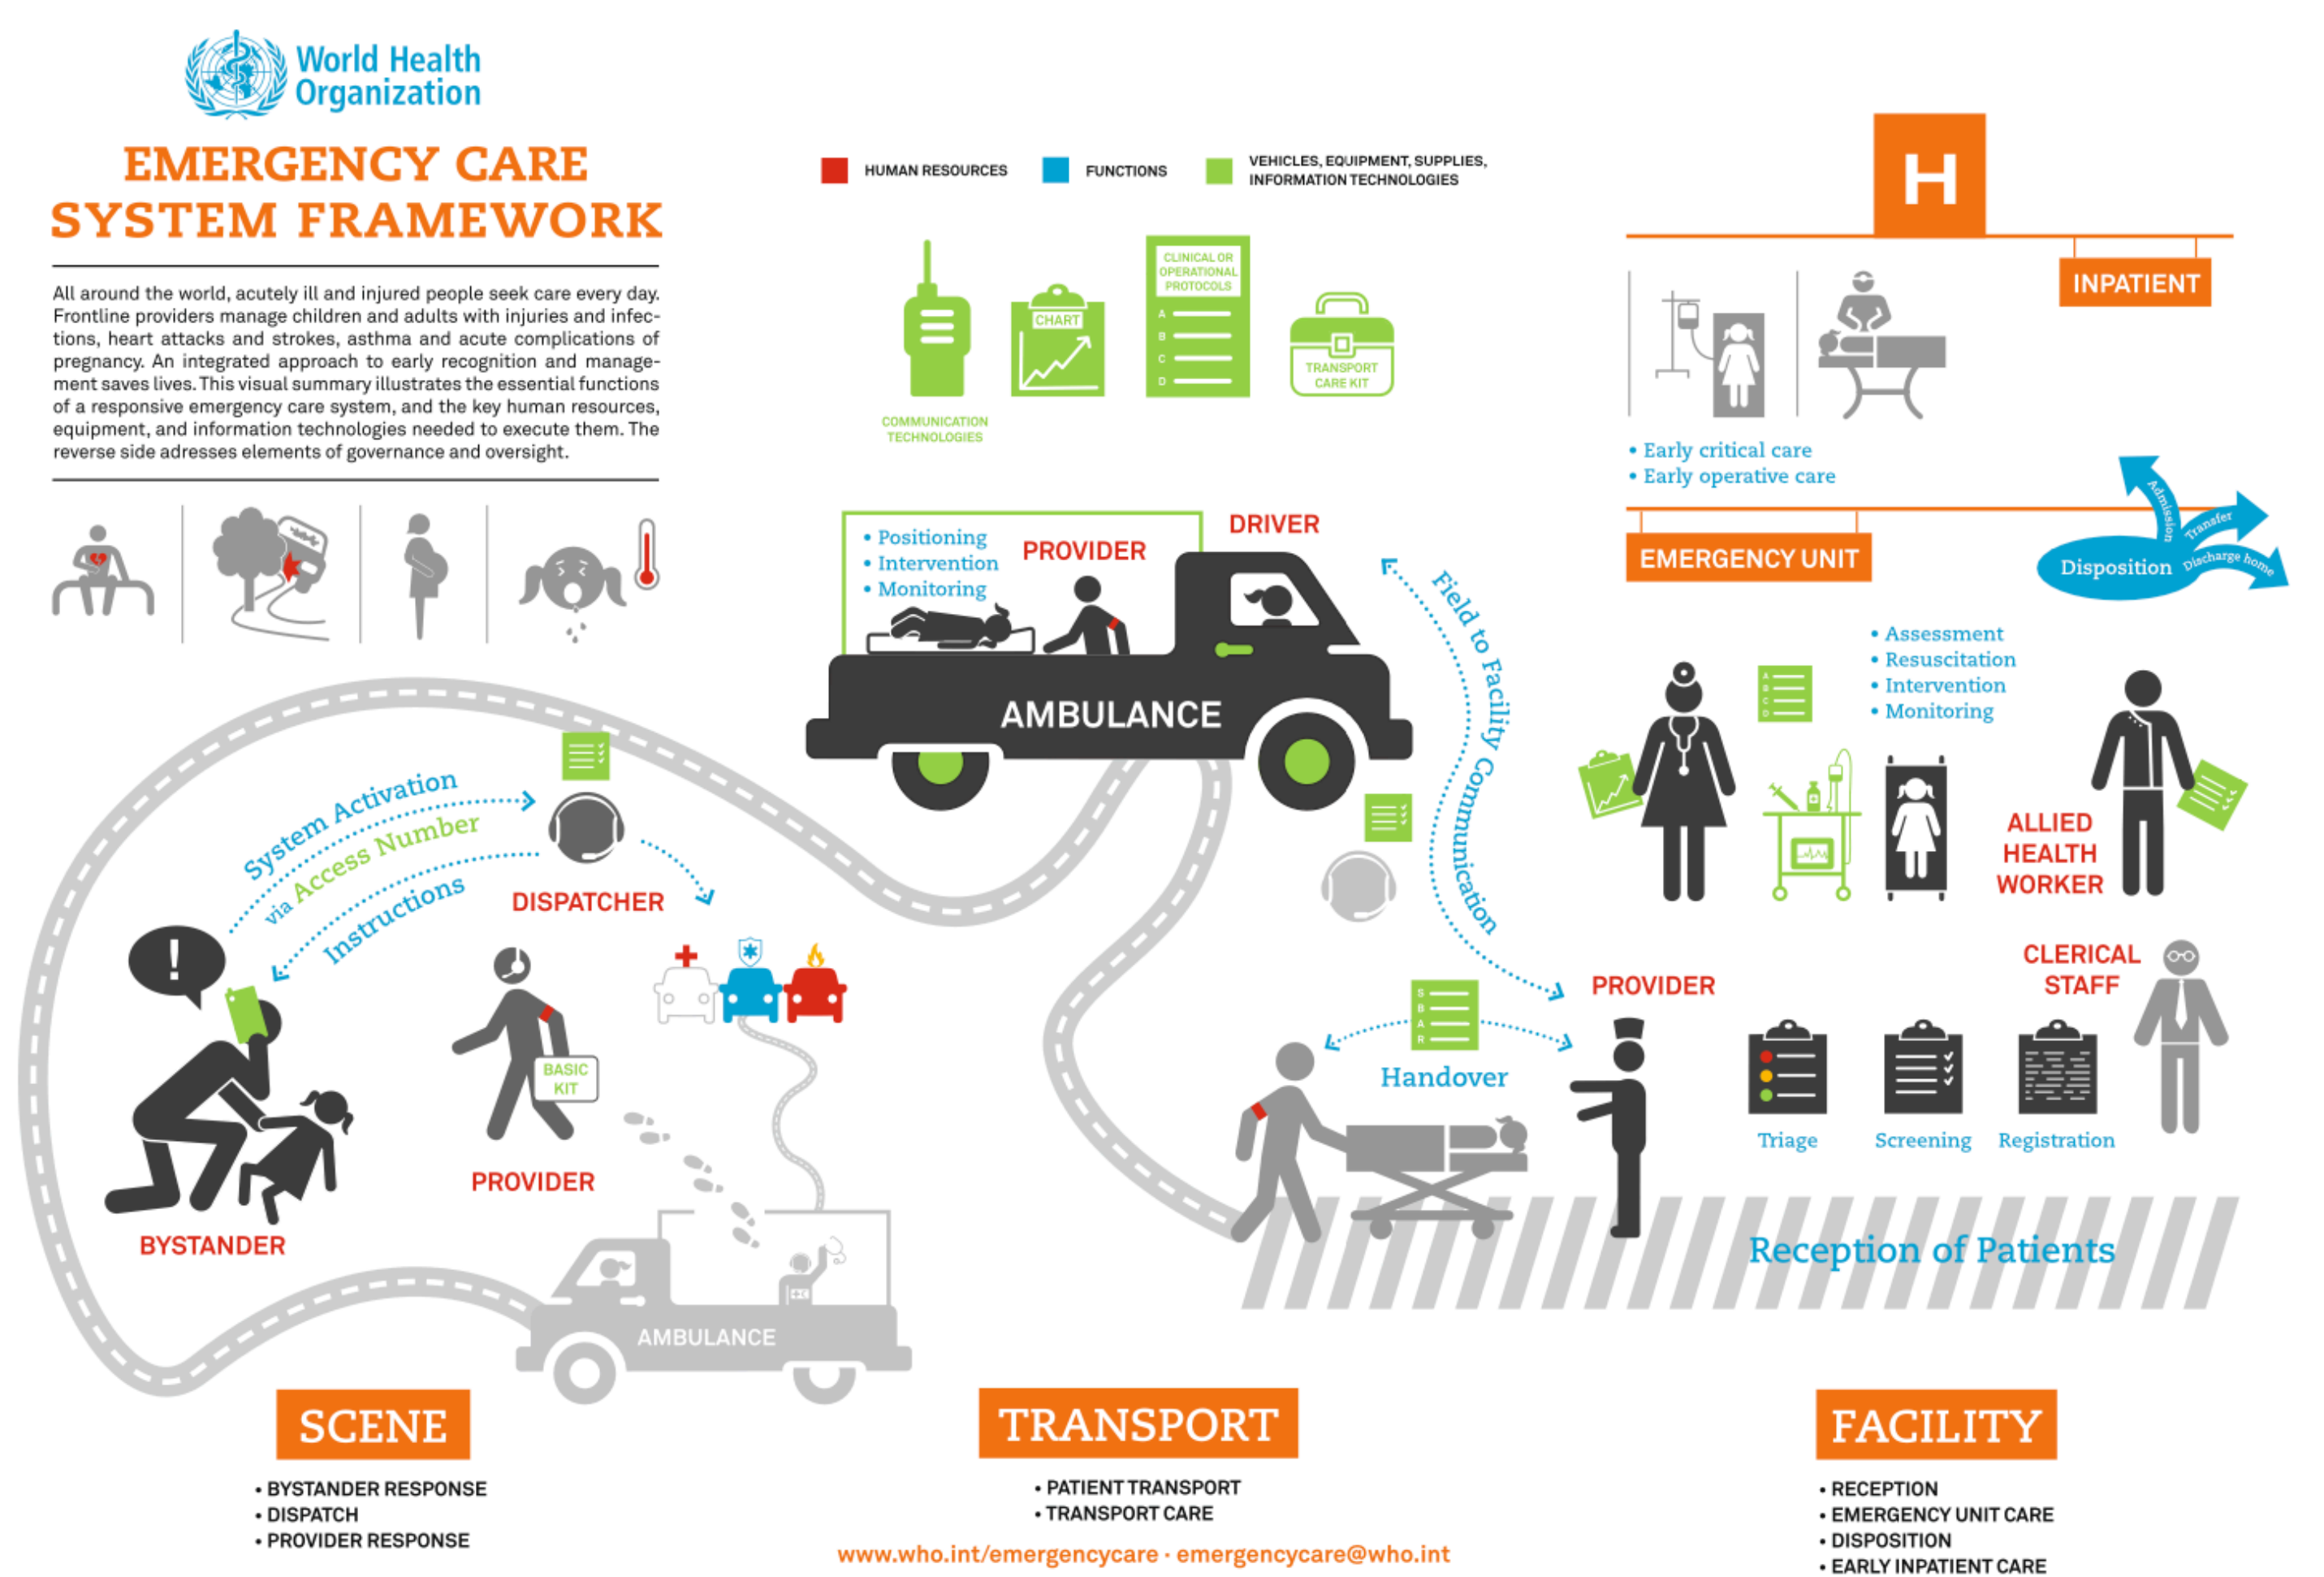 World Health
Organization
EMERGENCY CARE
SYSTEM FRAMEWORK
All around the world, acutely ill and injured people seek care every day.
Frontline providers manage children and adults with injuries and infec-
tions, heart attacks and strokes, asthma and acute complications of
pregnancy. An integrated approach to early recognition and manage-
ment saves lives. This visual summary illustrates the essential functions
of a responsive emergency care system, and the key human resources,
equipment, and information technologies needed to execute them. The
reverse side adresses elements of governance and oversight.
HUMAN RESOURCES
FUNCTIONS
VEHICLES, EQUIPMENT, SUPPLIES,
INFORMATION TECHNOLOGIES
COMMUNICATION
TECHNOLOGIES
CHART
CLINICAL OR
OPERATIONAL
PROTOCOLS
A
B
C
D
TRANSPORT
CARE KIT
H
INPATIENT
• Early critical care
• Early operative care
EMERGENCY UNIT
Disposition
Admission
Transfer
Discharge home
• Assessment
• Resuscitation
• Intervention
• Monitoring
A
B
C
D
ALLIED
HEALTH
WORKER
CLERICAL
STAFF
PROVIDER
Triage
Screening
Registration
Reception of Patients
• Positioning
• Intervention
• Monitoring
PROVIDER
DRIVER
AMBULANCE
Field to Facility Communication
S
B
A
R
Handover
System Activation
via Access Number
Instructions
DISPATCHER
!
BYSTANDER
BASIC
KIT
PROVIDER
AMBULANCE
SCENE
• BYSTANDER RESPONSE
• DISPATCH
• PROVIDER RESPONSE
TRANSPORT
• PATIENT TRANSPORT
• TRANSPORT CARE
www.who.int/emergencycare · emergencycare@who.int
FACILITY
• RECEPTION
• EMERGENCY UNIT CARE
• DISPOSITION
• EARLY INPATIENT CARE